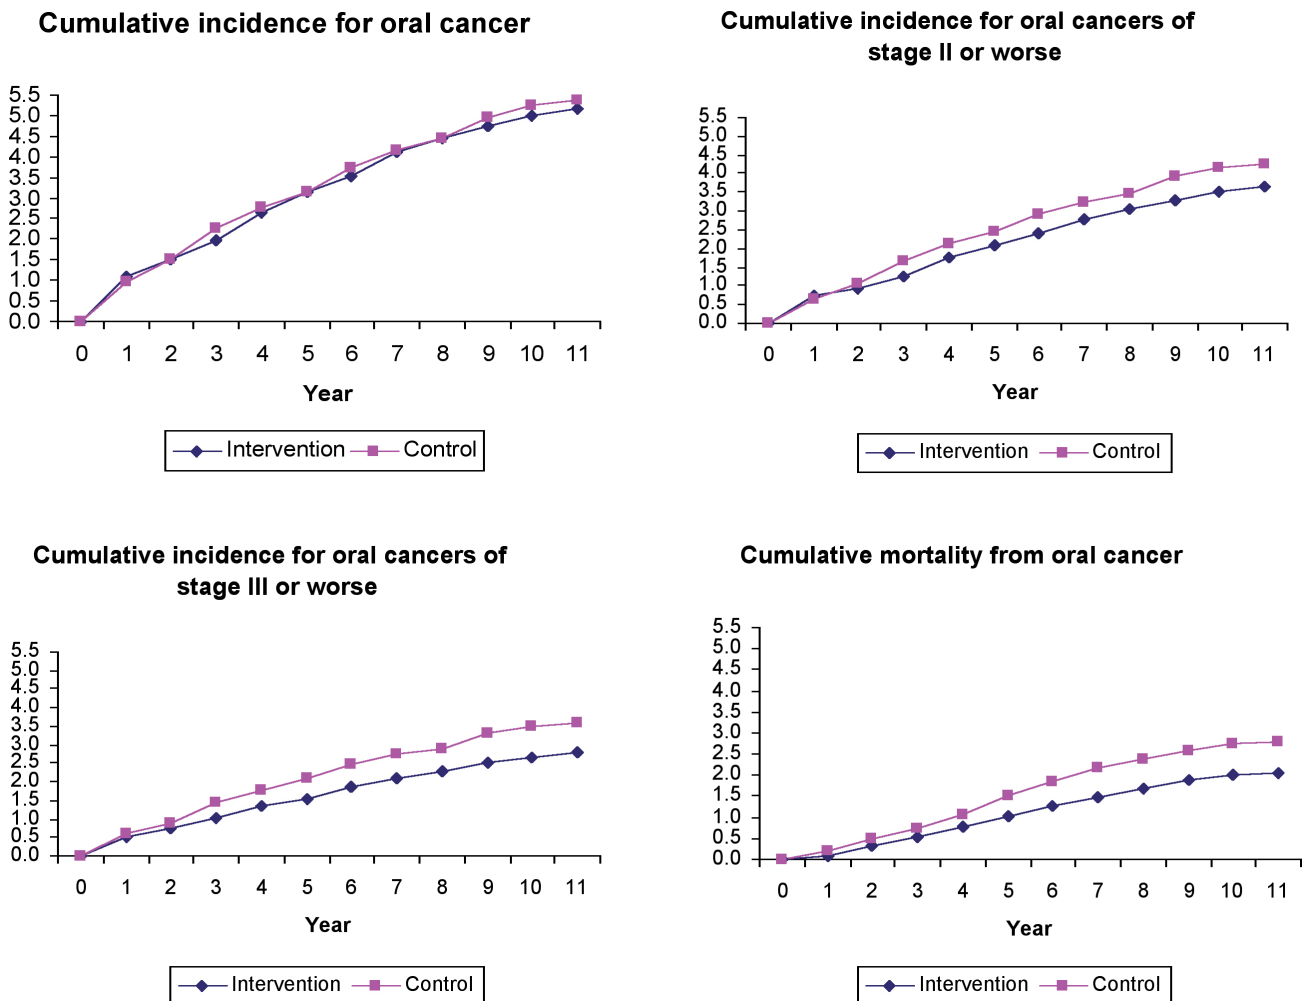 Cumulative incidence for oral cancer
5.5
5.0
4.5
4.0
3.5
3.0
2.5
2.0
1.5
1.0
0.5
0.0
0 1 2 3 4 5 6 7 8 9 10 11
Year
Intervention Control
Cumulative incidence for oral cancers of
stage II or worse
5.5
5.0
4.5
4.0
3.5
3.0
2.5
2.0
1.5
1.0
0.5
0.0
0 1 2 3 4 5 6 7 8 9 10 11
Year
Intervention Control
Cumulative incidence for oral cancers of
stage III or worse
5.5
5.0
4.5
4.0
3.5
3.0
2.5
2.0
1.5
1.0
0.5
0.0
0 1 2 3 4 5 6 7 8 9 10 11
Year
Intervention Control
Cumulative mortality from oral cancer
5.5
5.0
4.5
4.0
3.5
3.0
2.5
2.0
1.5
1.0
0.5
0.0
0 1 2 3 4 5 6 7 8 9 10 11
Year
Intervention Control